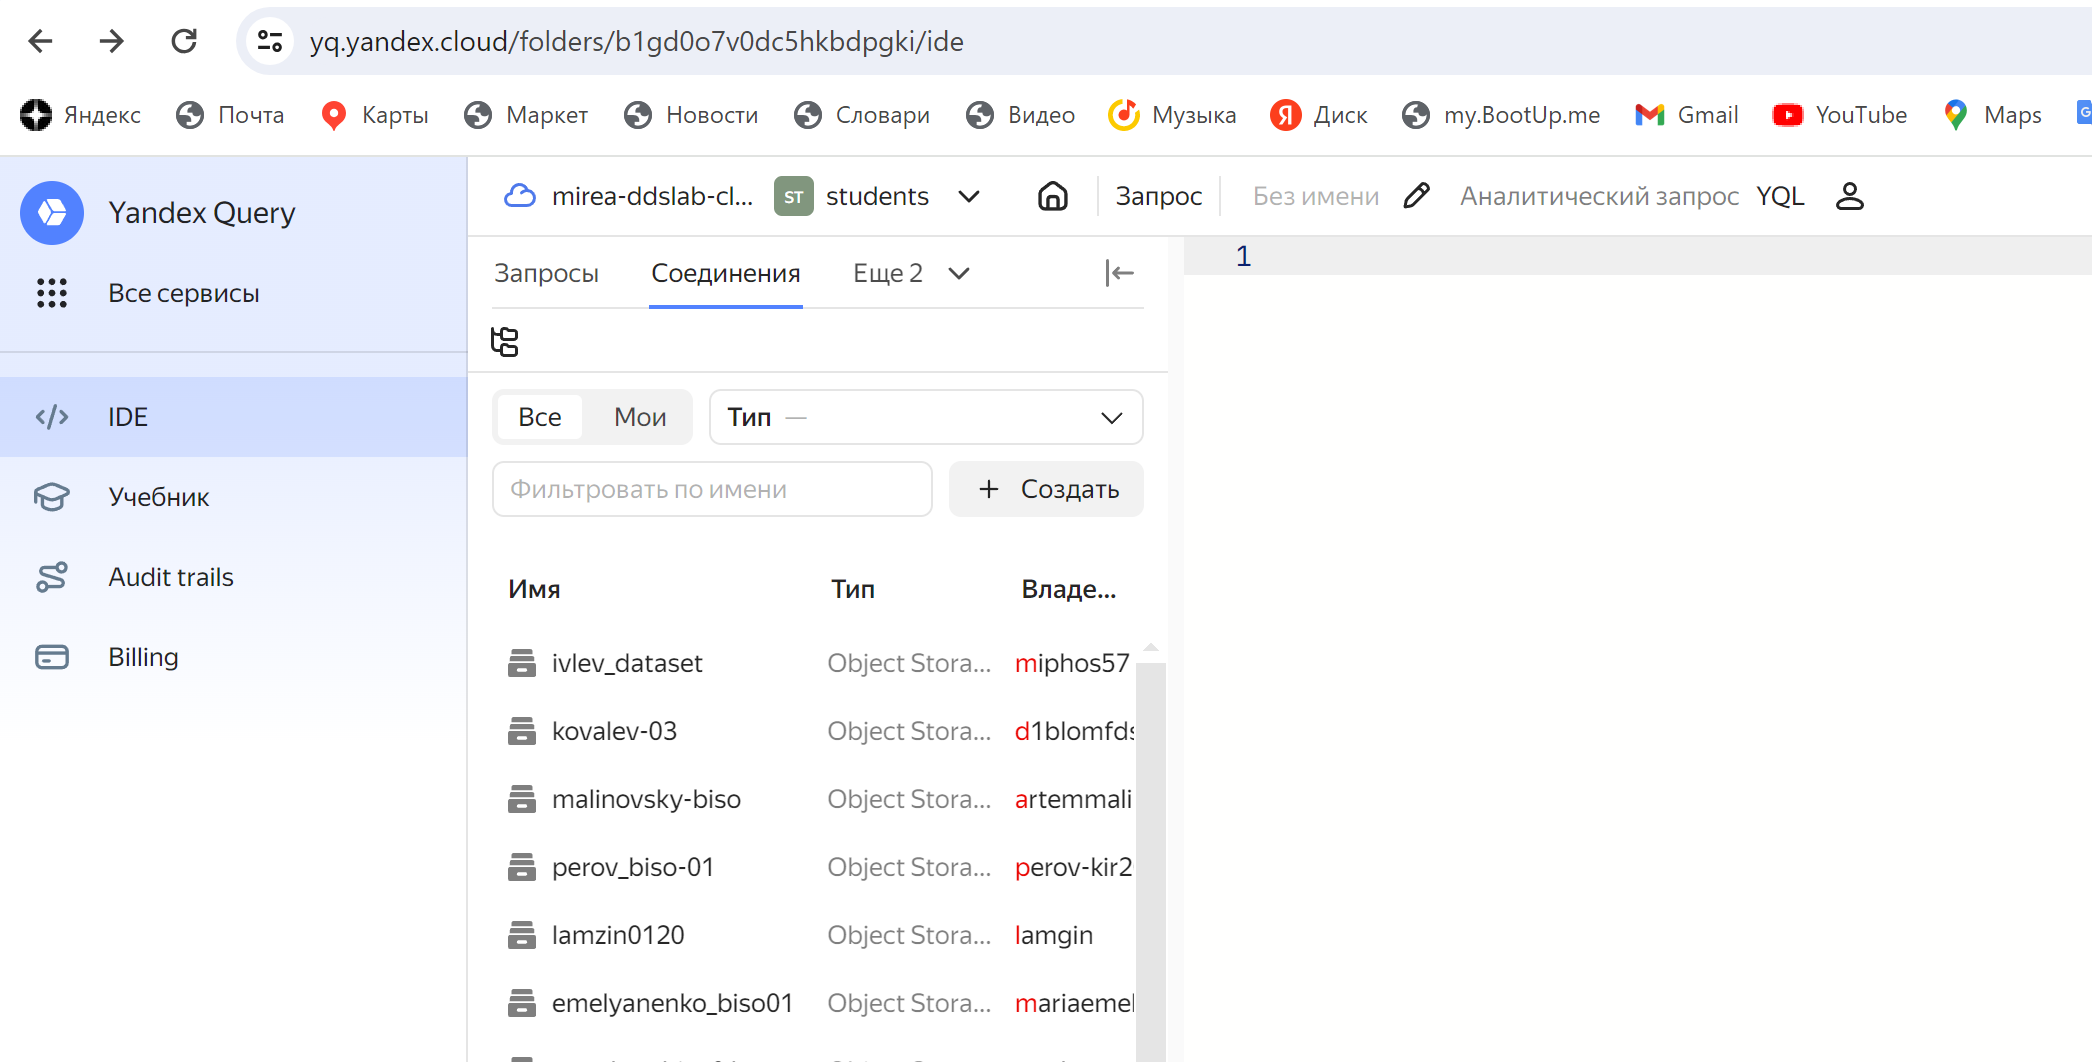 yq.yandex.cloud/folders/b1gd0o7v0dc5hkbdpgki/ide
Яндекс Почта Карты Маркет Новости Словари Видео Музыка Диск my.BootUp.me Gmail YouTube Maps
Yandex Query
Все сервисы
IDE
Учебник
Audit trails
Billing
mirea-ddslab-cl... ST students Запрос Без имени Аналитический запрос YQL
Запросы Соединения Еще 2
Все Мои Тип —
Фильтровать по имени + Создать
Имя Тип Владе...
ivlev_dataset Object Stora... miphos57
kovalev-03 Object Stora... d1blomfds
malinovsky-biso Object Stora... artemmali
perov_biso-01 Object Stora... perov-kir2
lamzin0120 Object Stora... lamgin
emelyanenko_biso01 Object Stora... mariaemel
1